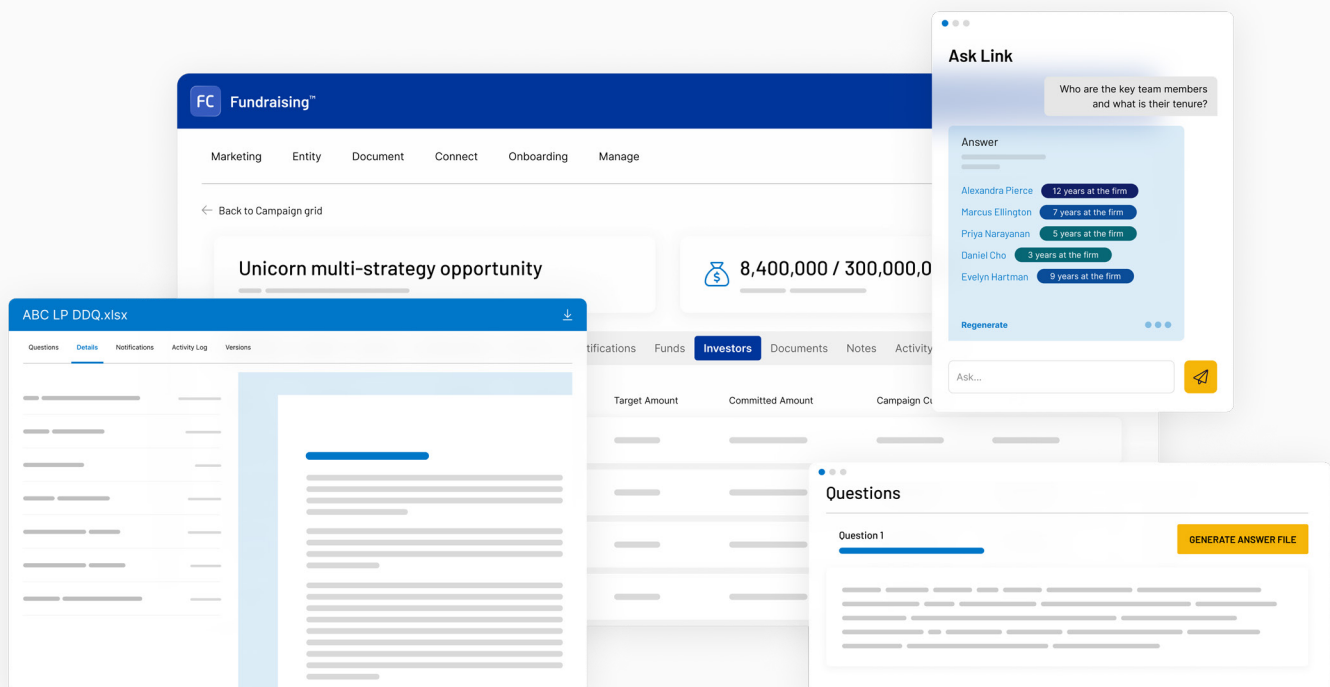 Ask Link
Who are the key team members
and what is their tenure?
Answer
Alexandra Pierce 12 years at the firm
Marcus Ellington 7 years at the firm
Priya Narayanan 5 years at the firm
Daniel Cho 3 years at the firm
Evelyn Hartman 9 years at the firm
Regenerate
Ask...
FC Fundraising™
Marketing Entity Document Connect Onboarding Manage
← Back to Campaign grid
Unicorn multi-strategy opportunity
8,400,000 / 300,000,0
tifications Funds Investors Documents Notes Activity
Target Amount Committed Amount Campaign Cu
ABC LP DDQ.xlsx
Questions Details Notifications Activity Log Versions
Questions
Question 1
GENERATE ANSWER FILE